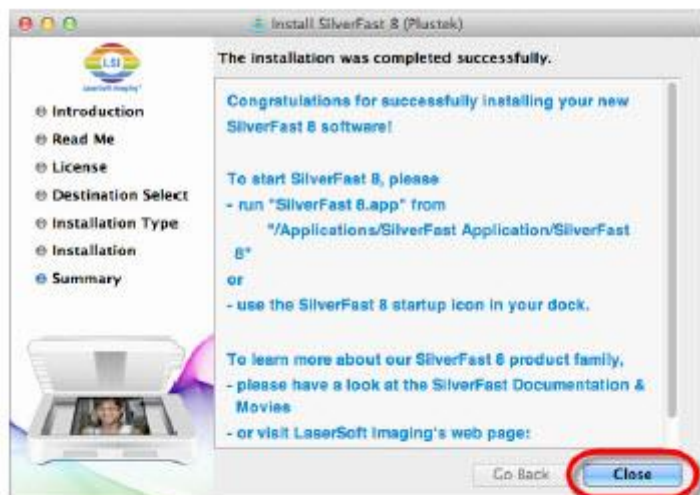 Install SilverFast 8 (Plustek)
LSI
LaserSoft Imaging
The installation was completed successfully.
Introduction
Read Me
License
Destination Select
Installation Type
Installation
Summary
Congratulations for successfully installing your new
SilverFast 8 software!
To start SilverFast 8, please
- run "SilverFast 8.app" from
"/Applications/SilverFast Application/SilverFast
8"
or
- use the SilverFast 8 startup icon in your dock.
To learn more about our SilverFast 8 product family,
- please have a look at the SilverFast Documentation &
Movies
- or visit LaserSoft Imaging's web page:
Go Back
Close